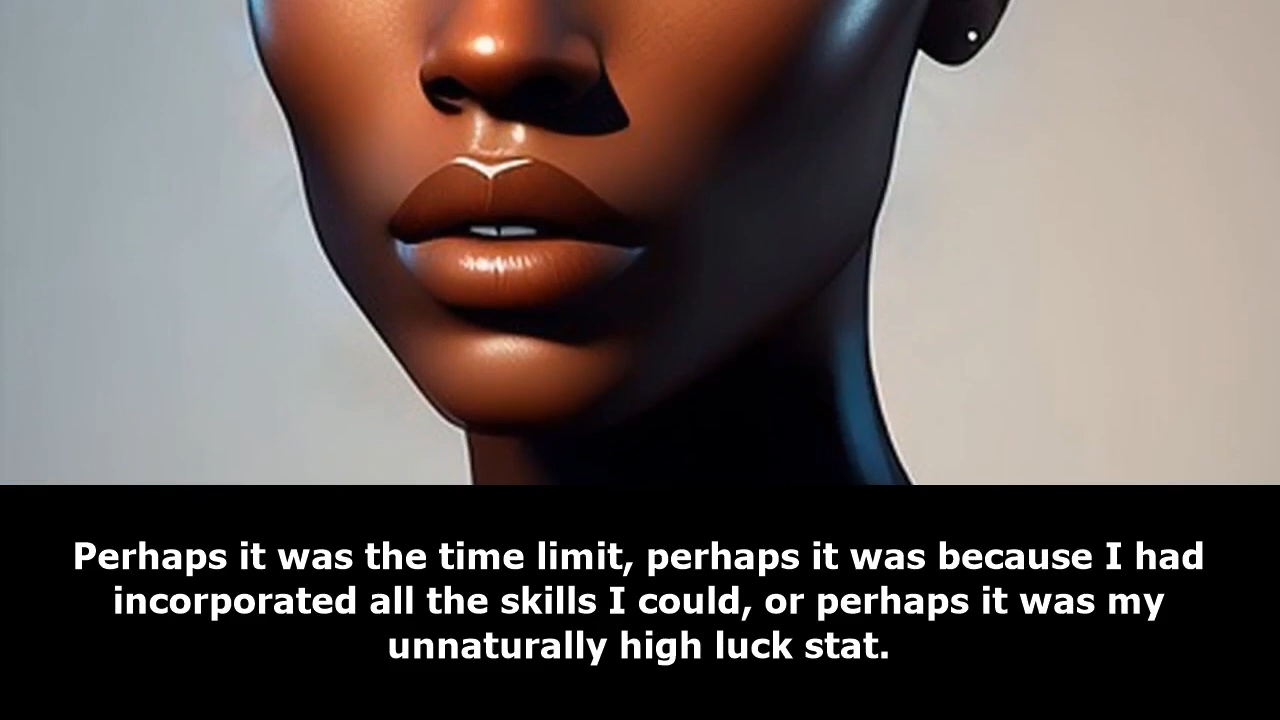 Perhaps it was the time limit, perhaps it was because I had
incorporated all the skills I could, or perhaps it was my
unnaturally high luck stat.